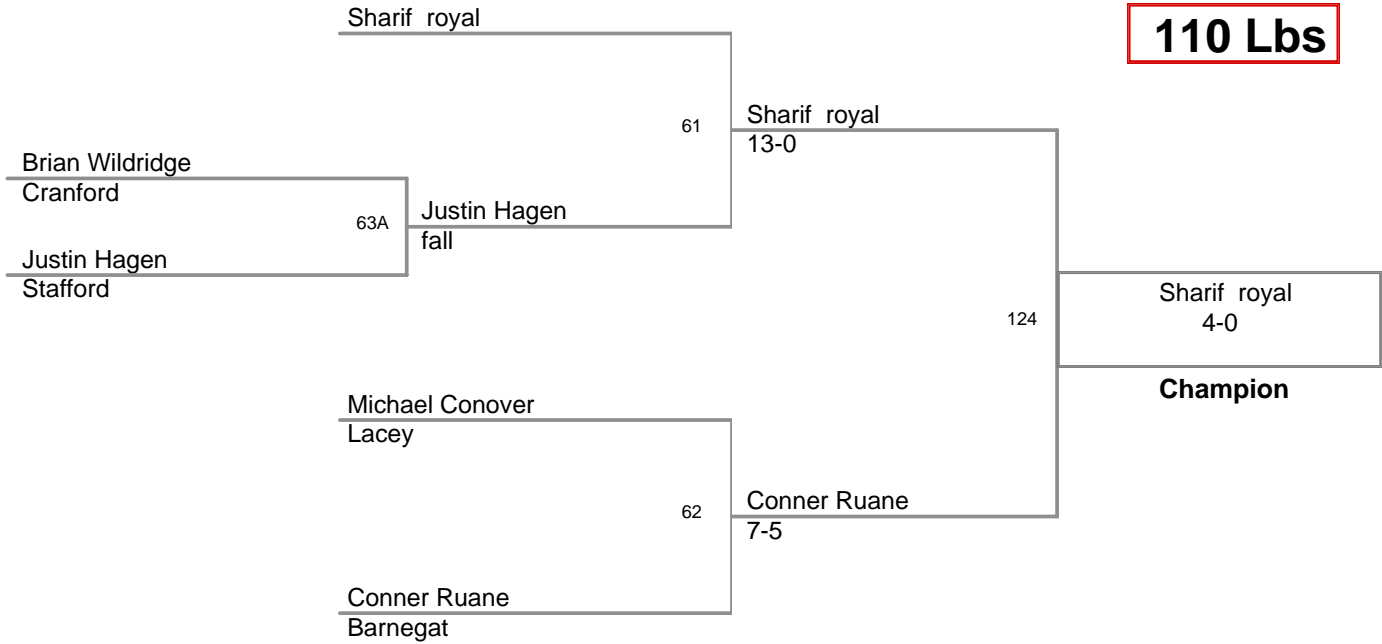 Sharif royal
110 Lbs
61
Sharif royal
13-0
Brian Wildridge
Cranford
63A
Justin Hagen
fall
Justin Hagen
Stafford
124
Sharif royal
4-0
Champion
Michael Conover
Lacey
62
Conner Ruane
7-5
Conner Ruane
Barnegat